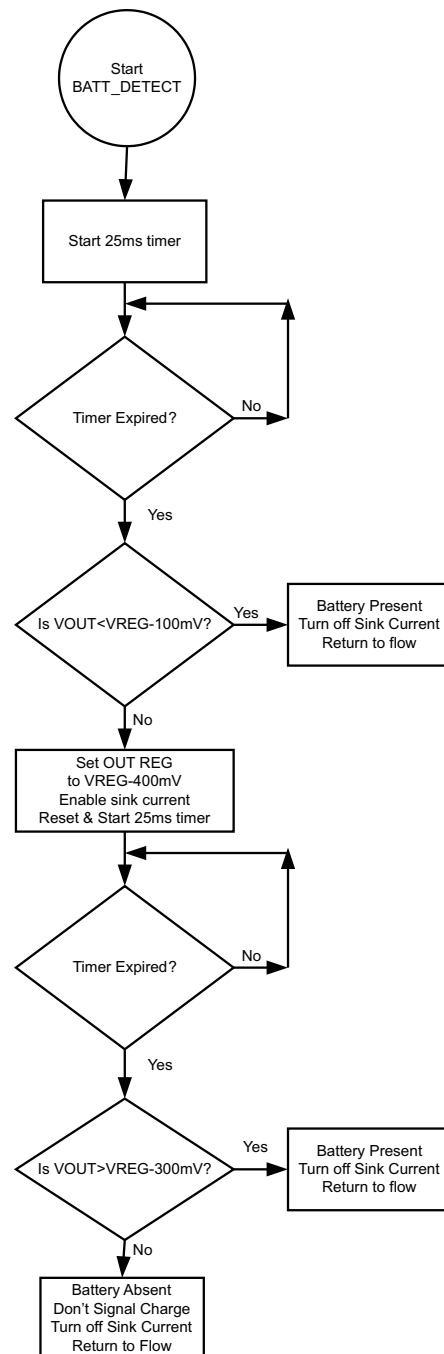 Start
BATT_DETECT
Start 25ms timer
Timer Expired?
No
Yes
Is VOUT<VREG-100mV?
Yes
Battery Present
Turn off Sink Current
Return to flow
No
Set OUT REG
to VREG-400mV
Enable sink current
Reset & Start 25ms timer
Timer Expired?
No
Yes
Is VOUT>VREG-300mV?
Yes
Battery Present
Turn off Sink Current
Return to flow
No
Battery Absent
Don't Signal Charge
Turn off Sink Current
Return to Flow